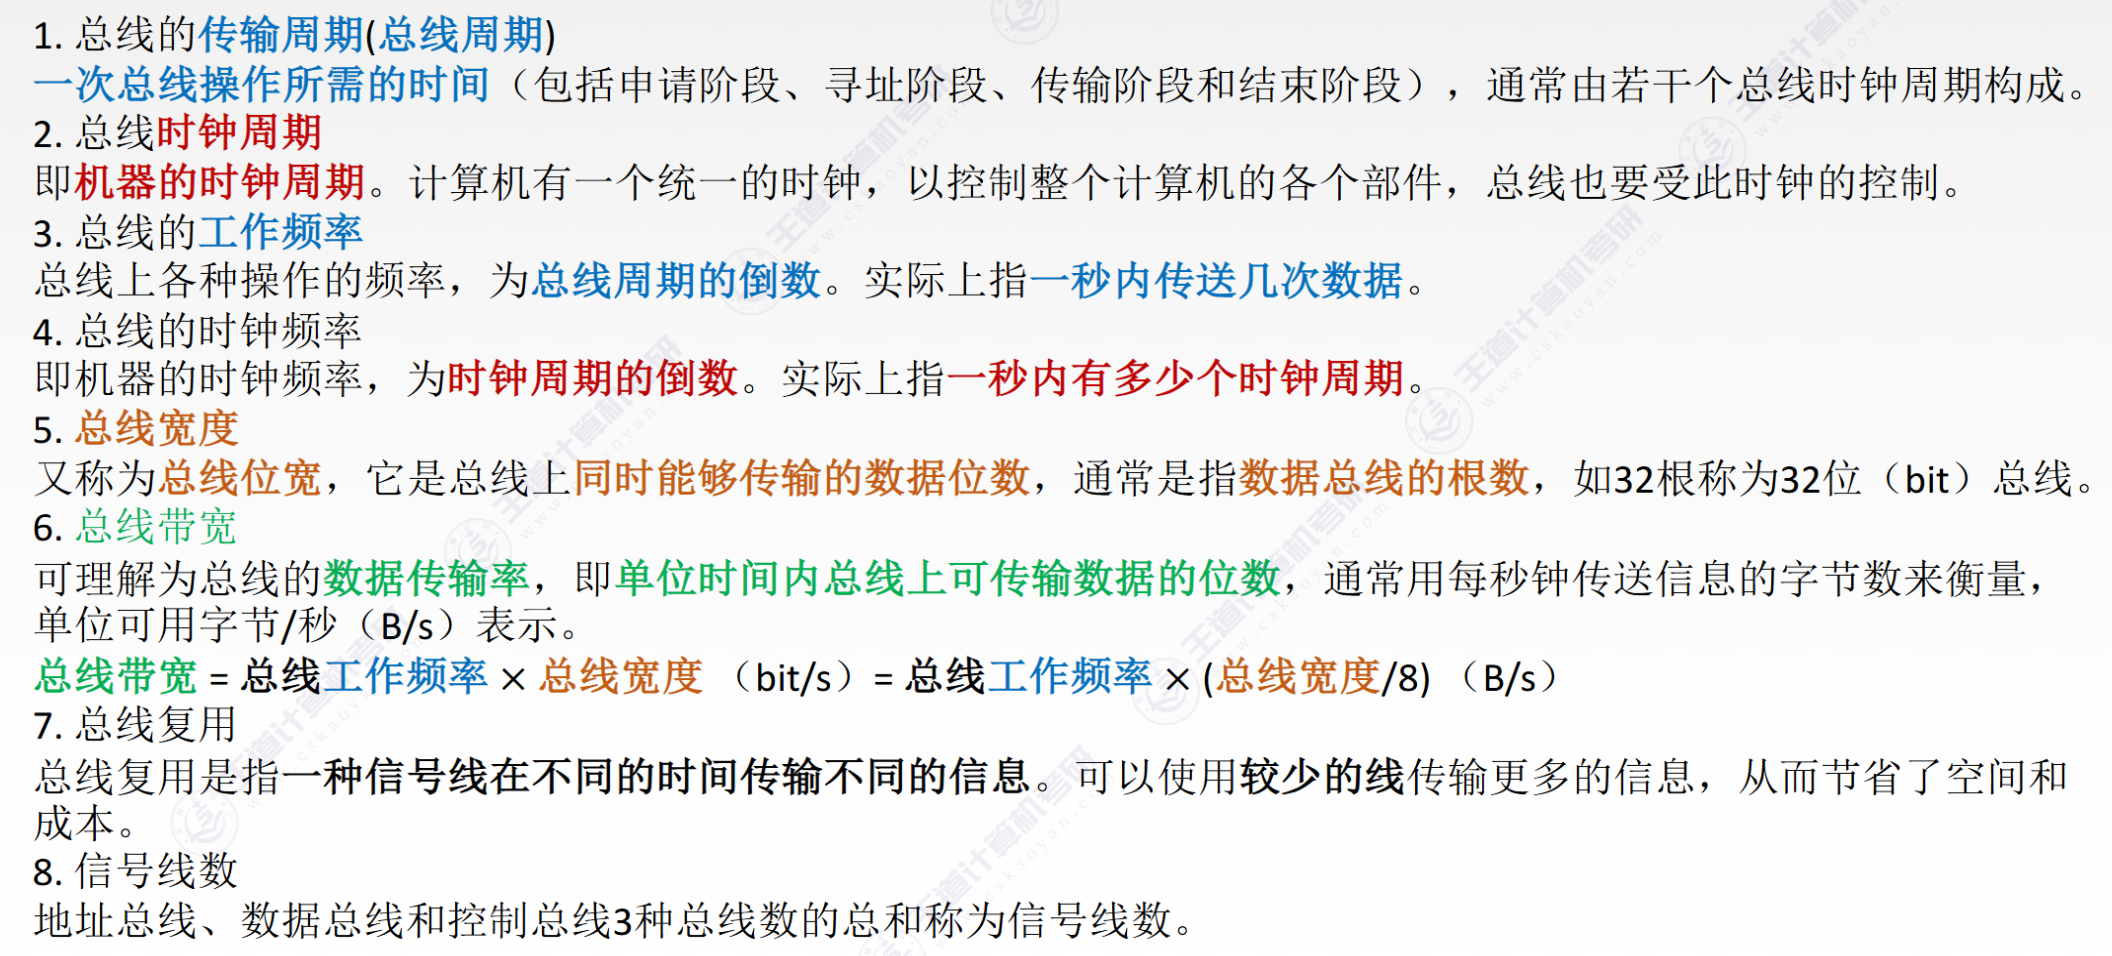 1. 总线的传输周期(总线周期)
一次总线操作所需的时间（包括申请阶段、寻址阶段、传输阶段和结束阶段），通常由若干个总线时钟周期构成。
2. 总线时钟周期
即机器的时钟周期。计算机有一个统一的时钟，以控制整个计算机的各个部件，总线也要受此时钟的控制。
3. 总线的工作频率
总线上各种操作的频率，为总线周期的倒数。实际上指一秒内传送几次数据。
4. 总线的时钟频率
即机器的时钟频率，为时钟周期的倒数。实际上指一秒内有多少个时钟周期。
5. 总线宽度
又称为总线位宽，它是总线上同时能够传输的数据位数，通常是指数据总线的根数，如32根称为32位（bit）总线。
6. 总线带宽
可理解为总线的数据传输率，即单位时间内总线上可传输数据的位数，通常用每秒钟传送信息的字节数来衡量，
单位可用字节/秒（B/s）表示。
总线带宽 = 总线工作频率 × 总线宽度 （bit/s）= 总线工作频率 × (总线宽度/8) （B/s）
7. 总线复用
总线复用是指一种信号线在不同的时间传输不同的信息。可以使用较少的线传输更多的信息，从而节省了空间和
成本。
8. 信号线数
地址总线、数据总线和控制总线3种总线数的总和称为信号线数。
王道计算机考研
www.cskaoyan.com